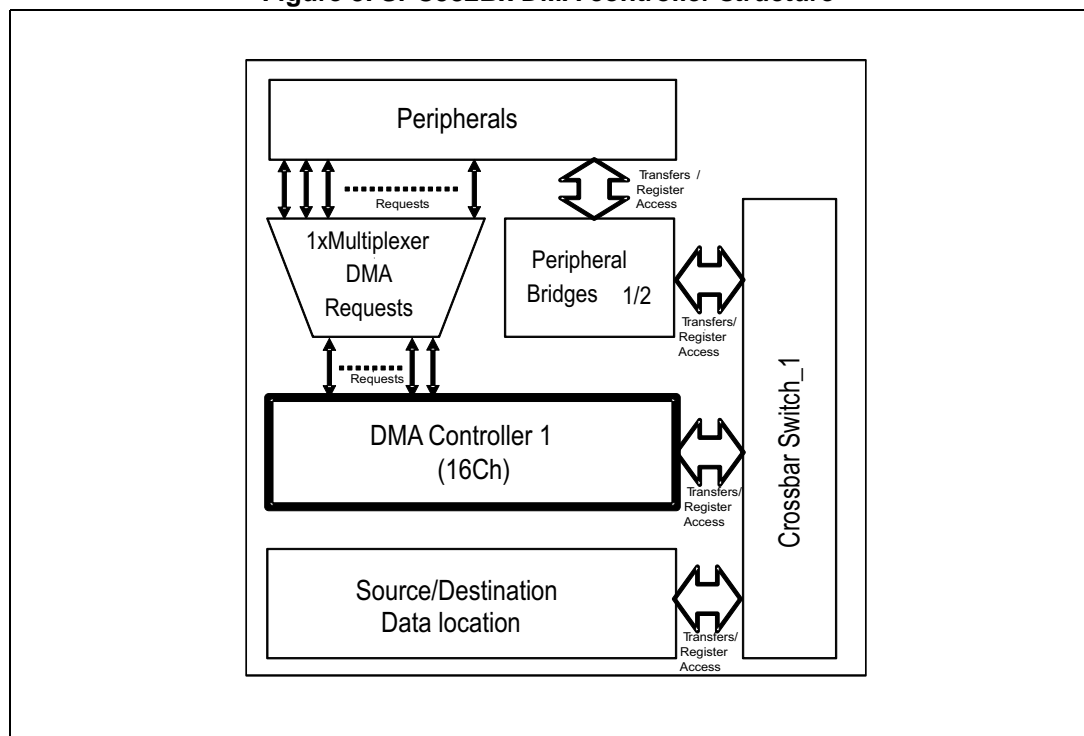 Peripherals
Transfers /
Register
Access
Requests
1xMultiplexer
DMA
Requests
Peripheral
Bridges 1/2
Transfers/
Register
Access
Requests
DMA Controller 1
(16Ch)
Transfers/
Register
Access
Crossbar Switch_1
Source/Destination
Data location
Transfers/
Register
Access